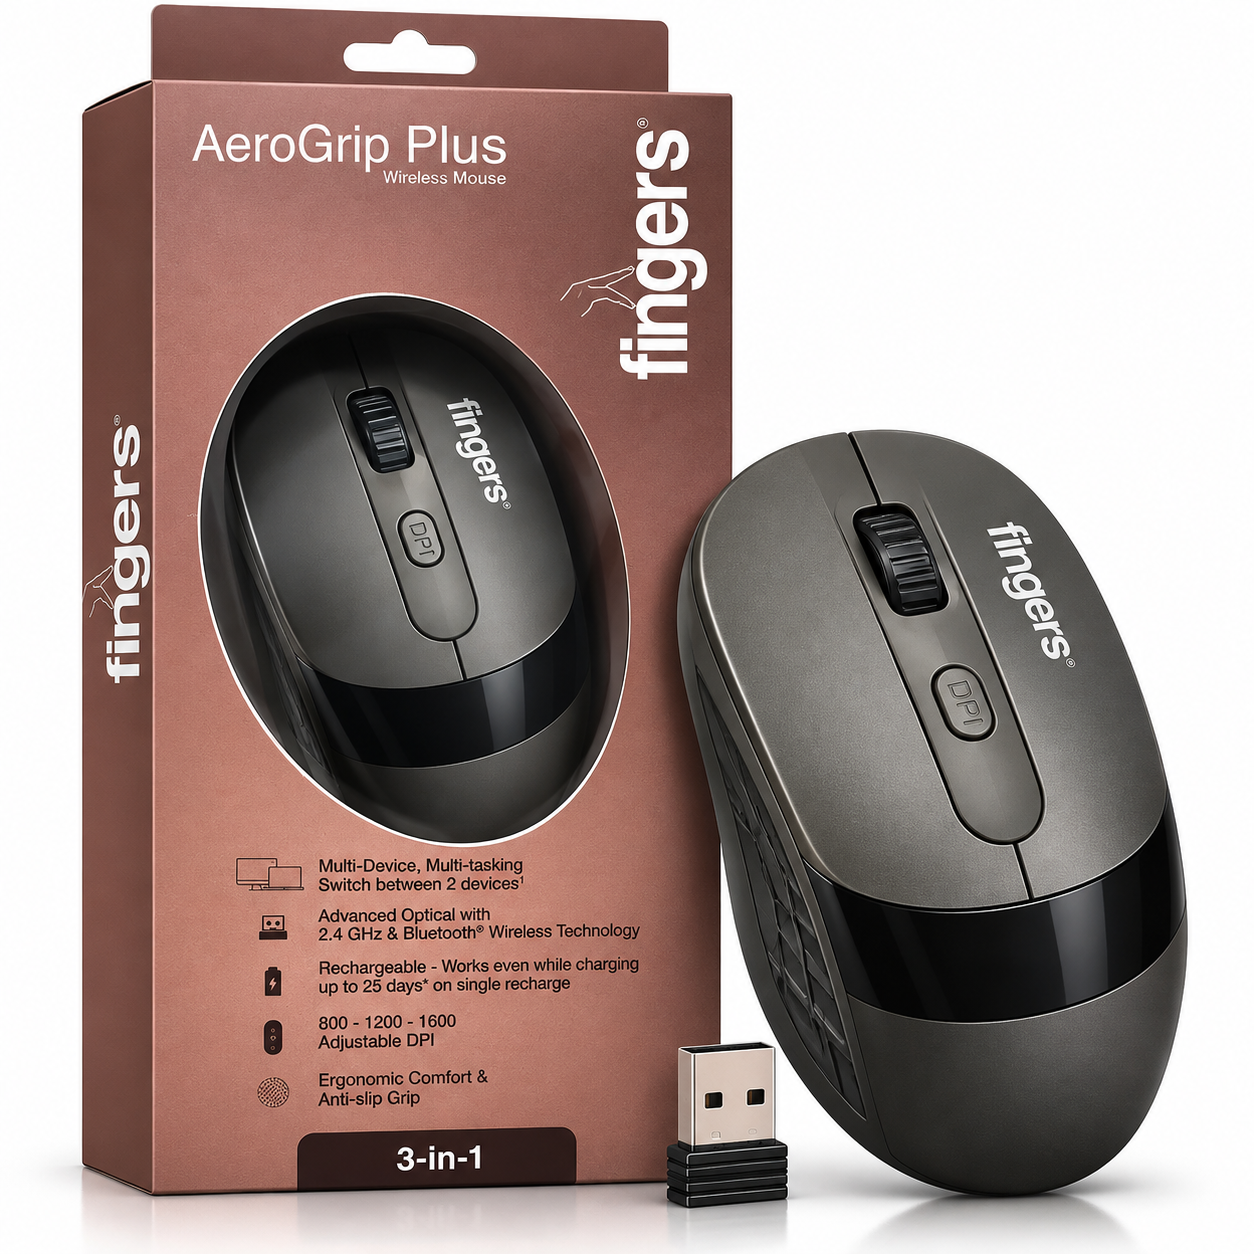 AeroGrip Plus
Wireless Mouse
fingers®
fingers®
fingers®
DPI
Multi-Device, Multi-tasking
Switch between 2 devices¹
Advanced Optical with
2.4 GHz & Bluetooth® Wireless Technology
Rechargeable - Works even while charging
up to 25 days* on single recharge
800 - 1200 - 1600
Adjustable DPI
Ergonomic Comfort &
Anti-slip Grip
3-in-1
fingers®
DPI